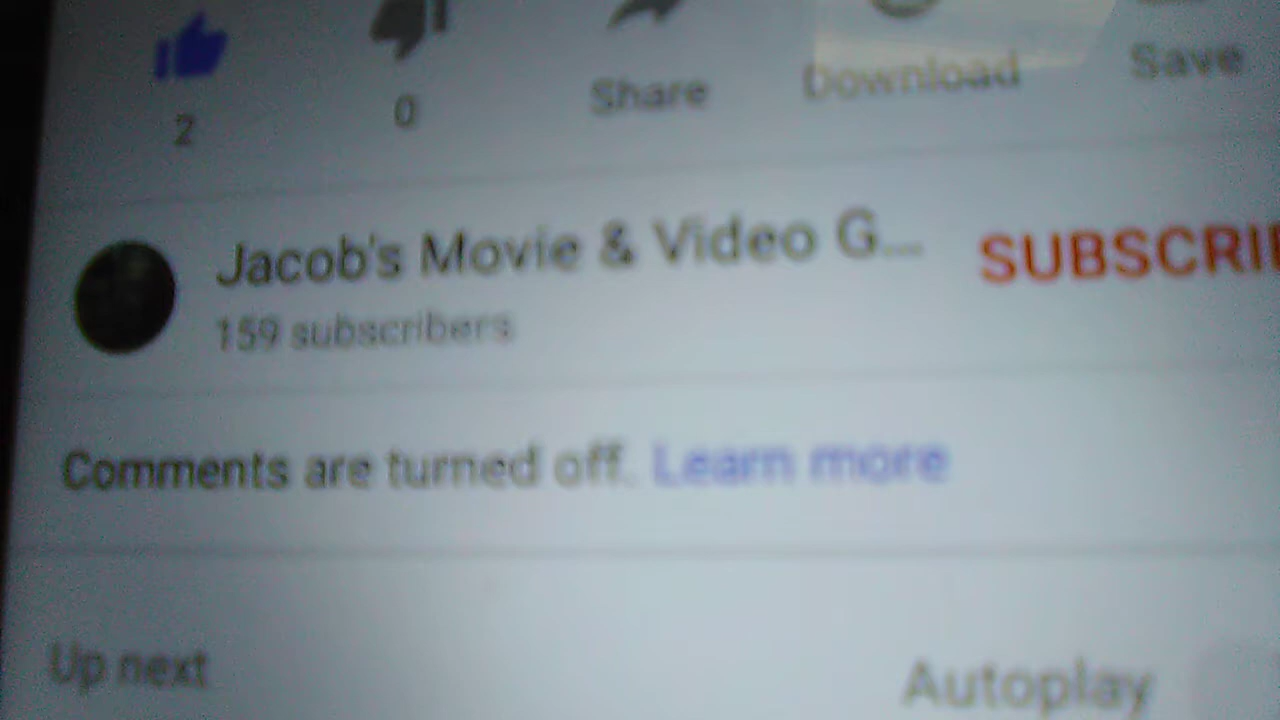 2 0 Share Download Save
Jacob's Movie & Video G... SUBSCRI
159 subscribers
Comments are turned off. Learn more
Up next Autoplay